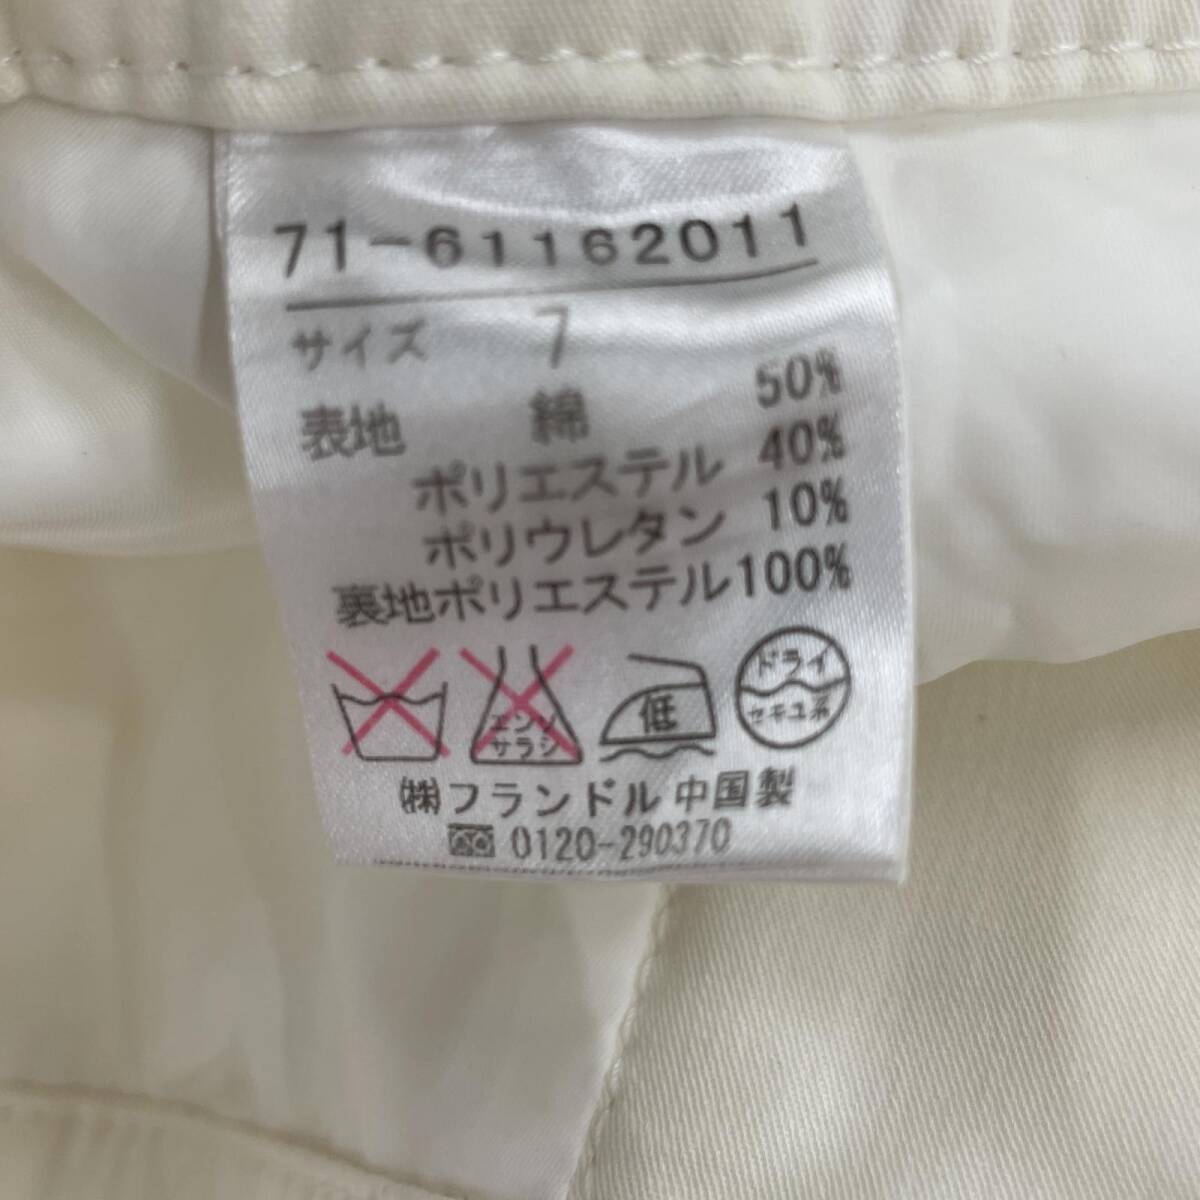 71-61162011
サイズ 7
表地 綿 50%
ポリエステル 40%
ポリウレタン 10%
裏地ポリエステル100%
エンソ
サラシ
低
ドライ
セキユ系
㈱フランドル 中国製
0120-290370